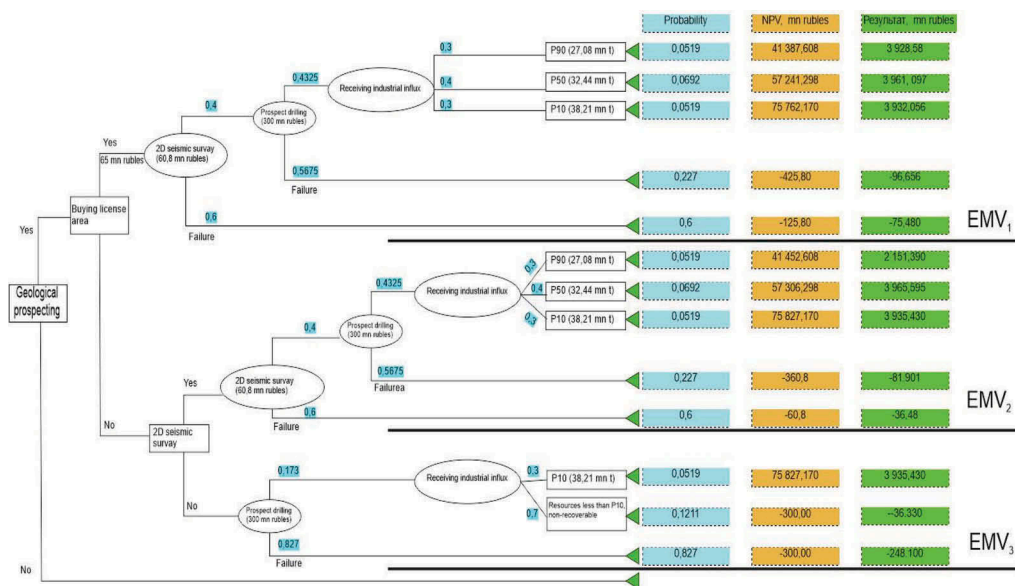 Probability NPV, mn rubles Результат, mn rubles
0,3 P90 (27,08 mn t) 0,0519 41 387,608 3 928,58
0,4325 Receiving industrial influx 0,4 P50 (32,44 mn t) 0,0692 57 241,298 3 961, 097
0,3 P10 (38,21 mn t) 0,0519 75 762,170 3 932,056
0,4 Prospect drilling
(300 mn rubles)
Yes
65 mn rubles
2D seismic survay
(60,8 mn rubles)
0,5675 0,227 -425,80 -96,656
Failure
0,6 -0,6 -125,80 -75,480 EMV1
Failure
Buying license
area
Yes
0,3 P90 (27,08 mn t) 0,0519 41 452,608 2 151,390
0,4325 Receiving industrial influx 0,4 P50 (32,44 mn t) 0,0692 57 306,298 3 965,595
0,3 P10 (38,21 mn t) 0,0519 75 827,170 3 935,430
Geological
prospecting
0,4 Prospect drilling
(300 mn rubles)
Yes
2D seismic survay
(60,8 mn rubles)
0,5675 0,227 -360,8 -81.901
Failurea
0,6 0,6 -60,8 -36,48 EMV2
Failure
No
2D seismic
survay
0,173 Receiving industrial influx 0,3 P10 (38,21 mn t) 0,0519 75 827,170 3 935,430
0,7 Resources less than P10,
non-recoverable 0,1211 -300,00 --36.330
No
Prospect drilling
(300 mn rubles)
0,827 0,827 -300,00 -248.100 EMV3
Failure
No